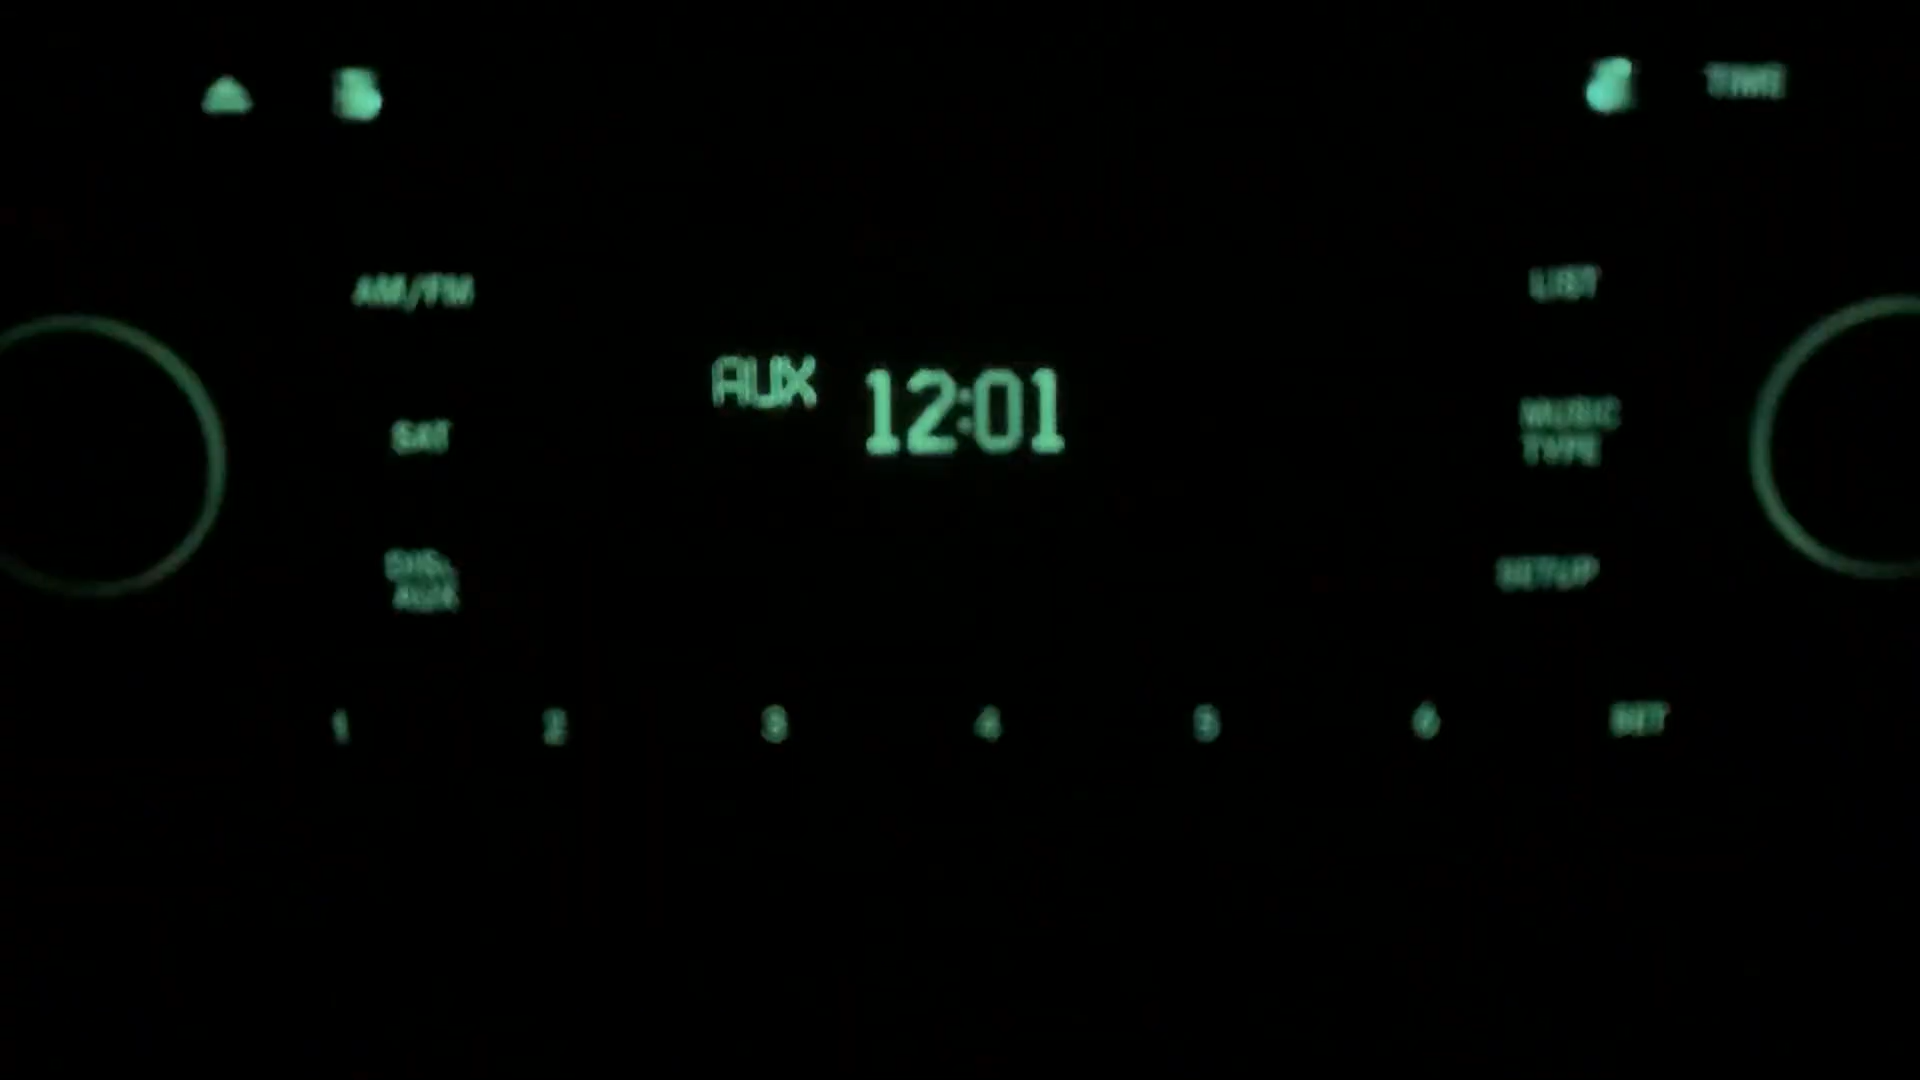 TIME
AM/FM
LIST
AUX 12:01
SAT
MUSIC
TYPE
SETUP
AUX
1 2 3 4 5 6 SET